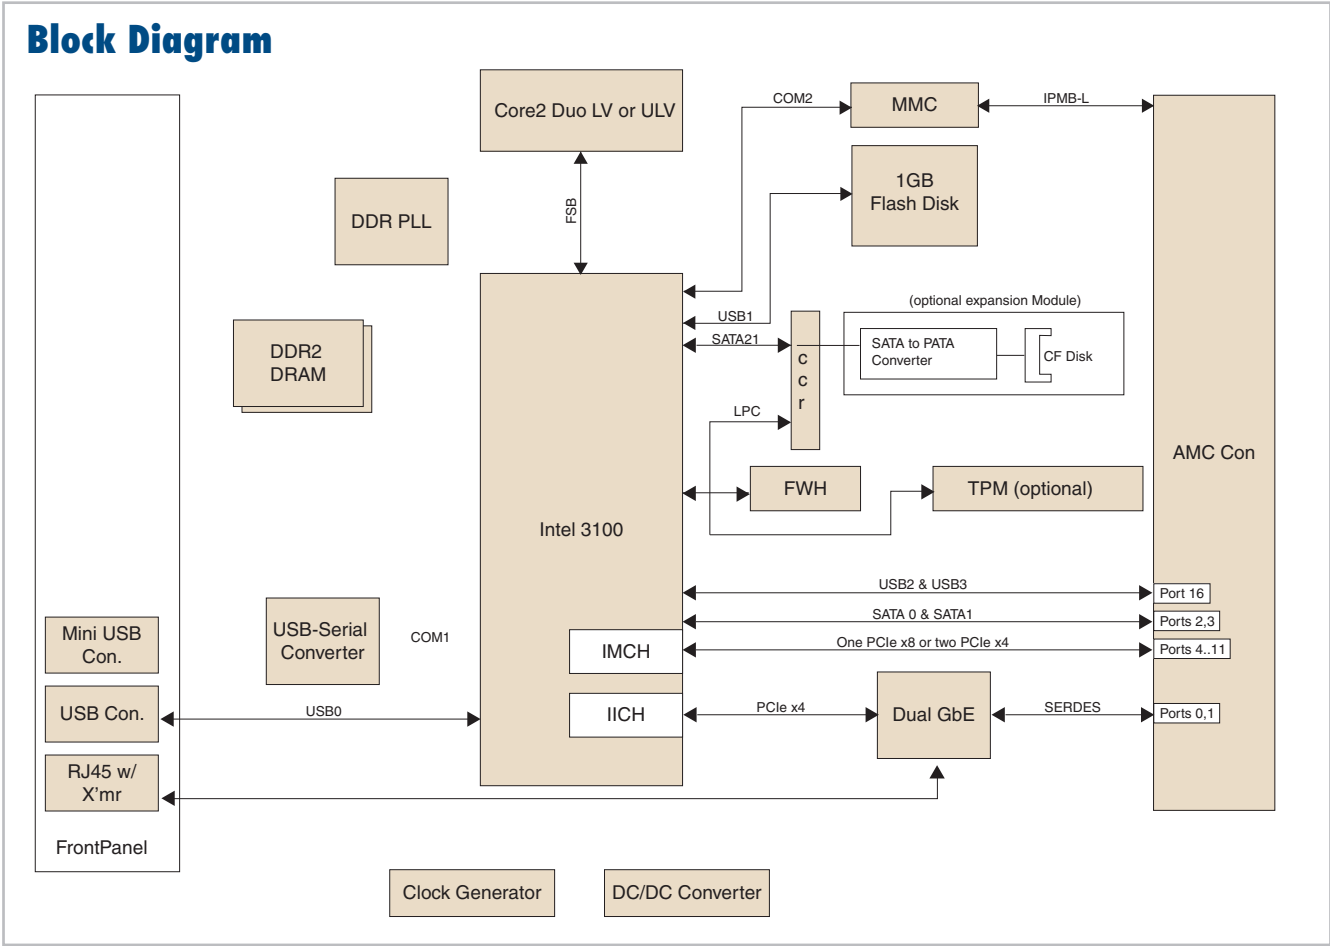 Block Diagram
Core2 Duo LV or ULV
COM2
MMC
IPMB-L
1GB
Flash Disk
DDR PLL
FSB
(optional expansion Module)
USB1
SATA21
SATA to PATA
Converter
CF Disk
c
c
r
DDR2
DRAM
LPC
AMC Con
FWH
TPM (optional)
Intel 3100
USB2 & USB3
Port 16
SATA 0 & SATA1
Ports 2,3
One PCIe x8 or two PCIe x4
Ports 4..11
Mini USB
Con.
USB-Serial
Converter
COM1
IMCH
USB Con.
USB0
IICH
PCIe x4
Dual GbE
SERDES
Ports 0,1
RJ45 w/
X'mr
FrontPanel
Clock Generator
DC/DC Converter